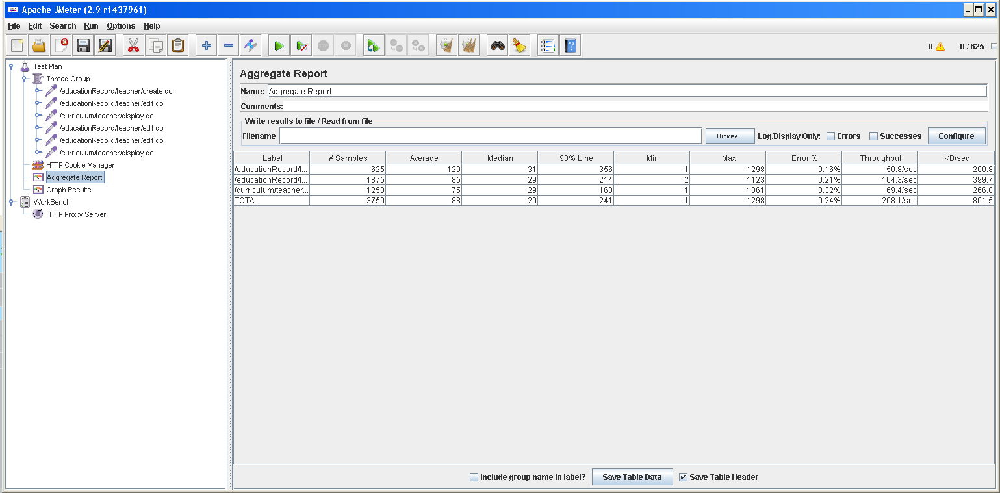 Apache JMeter (2.9 r1437961)
File Edit Search Run Options Help
0 0 / 625
Test Plan
Thread Group
/educationRecord/teacher/create.do
/educationRecord/teacher/edit.do
/curriculum/teacher/display.do
/educationRecord/teacher/edit.do
/educationRecord/teacher/edit.do
/curriculum/teacher/display.do
HTTP Cookie Manager
Aggregate Report
Graph Results
WorkBench
HTTP Proxy Server
Aggregate Report
Name: Aggregate Report
Comments:
Write results to file / Read from file
Filename Browse... Log/Display Only: Errors Successes Configure
Label # Samples Average Median 90% Line Min Max Error % Throughput KB/sec
/educationRecord/t... 625 120 31 356 1 1298 0.16% 50.8/sec 200.8
/educationRecord/t... 1875 85 29 214 2 1123 0.21% 104.3/sec 399.7
/curriculum/teacher... 1250 75 29 168 1 1061 0.32% 69.4/sec 266.0
TOTAL 3750 88 29 241 1 1298 0.24% 208.1/sec 801.5
Include group name in label? Save Table Data Save Table Header